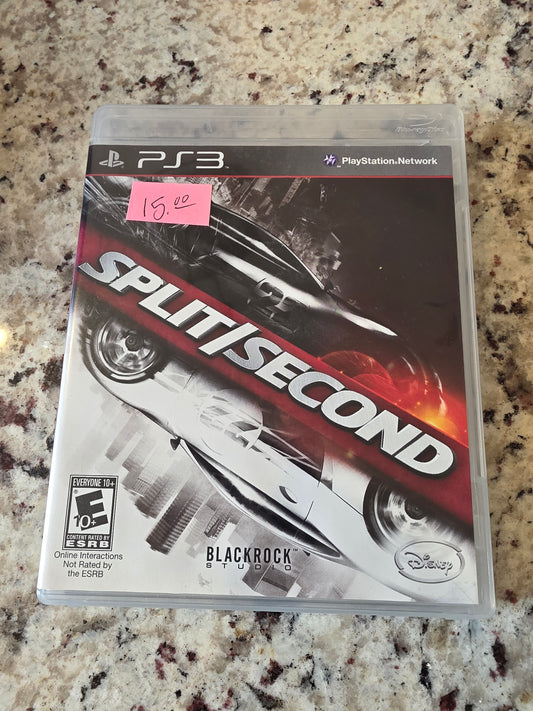 PS3
PlayStation®Network
15.00
SPLIT/SECOND
EVERYONE 10+
E
10+
CONTENT RATED BY
ESRB
Online Interactions
Not Rated by
the ESRB
BLACKROCK™
STUDIO
Disney